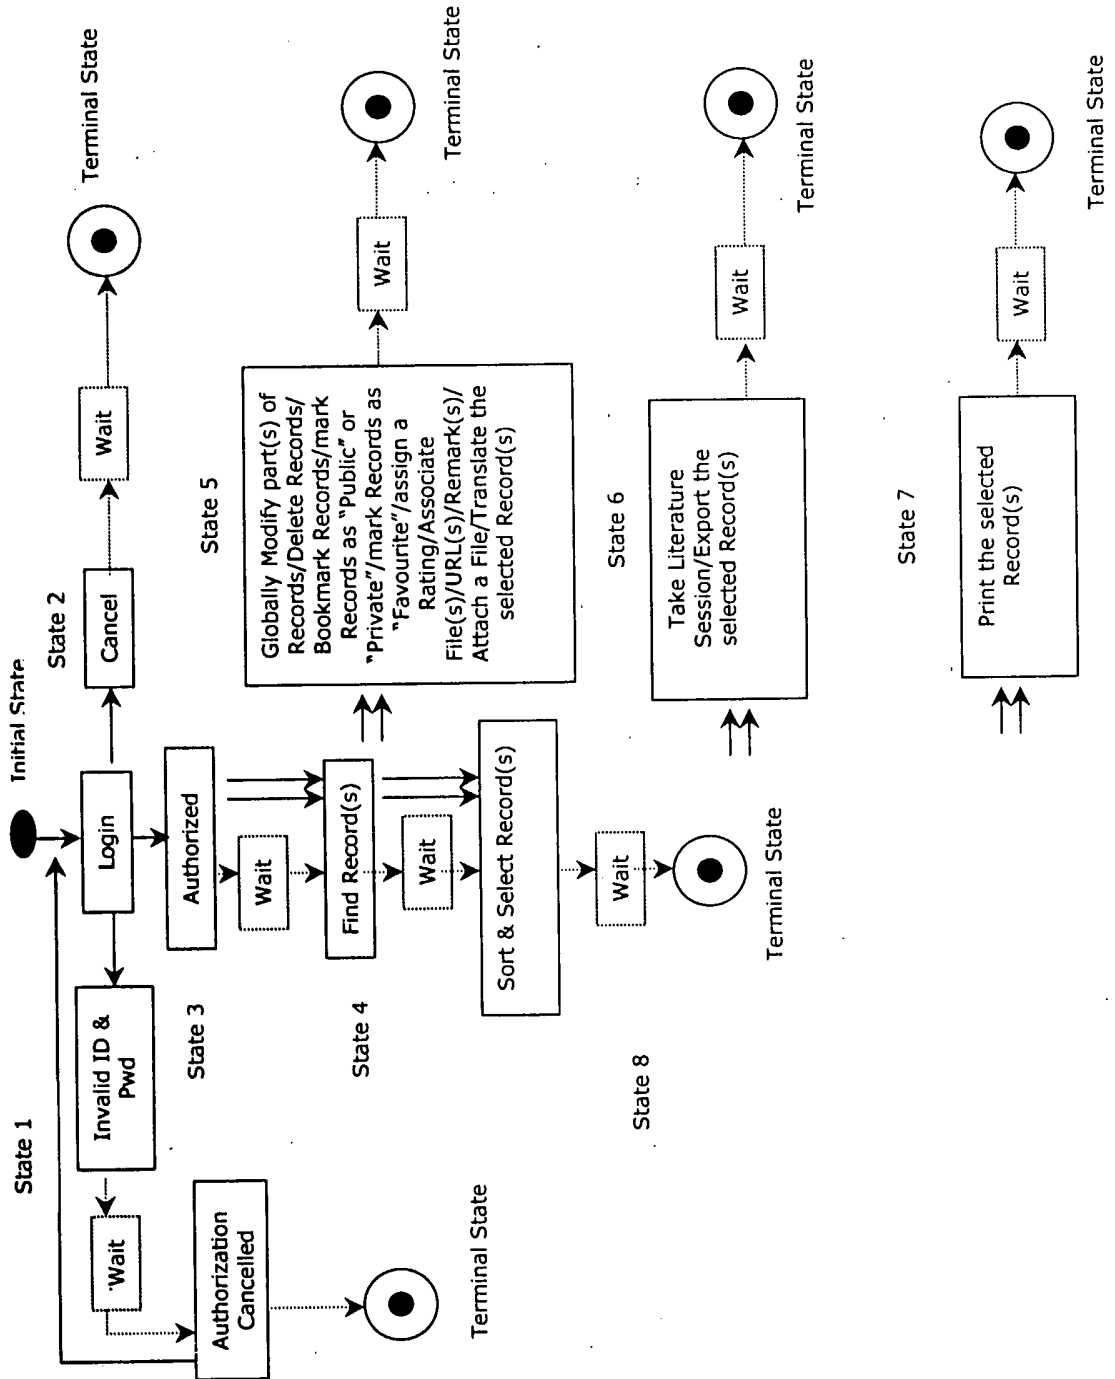 Initial State
State 1
Login
State 2
Cancel
Wait
Terminal State
Invalid ID &
Pwd
Wait
Authorization
Cancelled
Terminal State
State 3
Authorized
Wait
State 4
Find Record(s)
Wait
Sort & Select Record(s)
State 8
Wait
Terminal State
State 5
Globally Modify part(s) of
Records/Delete Records/
Bookmark Records/mark
Records as "Public" or
"Private"/mark Records as
"Favourite"/assign a
Rating/Associate
File(s)/URL(s)/Remark(s)/
Attach a File/Translate the
selected Record(s)
Wait
Terminal State
State 6
Take Literature
Session/Export the
selected Record(s)
Wait
Terminal State
State 7
Print the selected
Record(s)
Wait
Terminal State